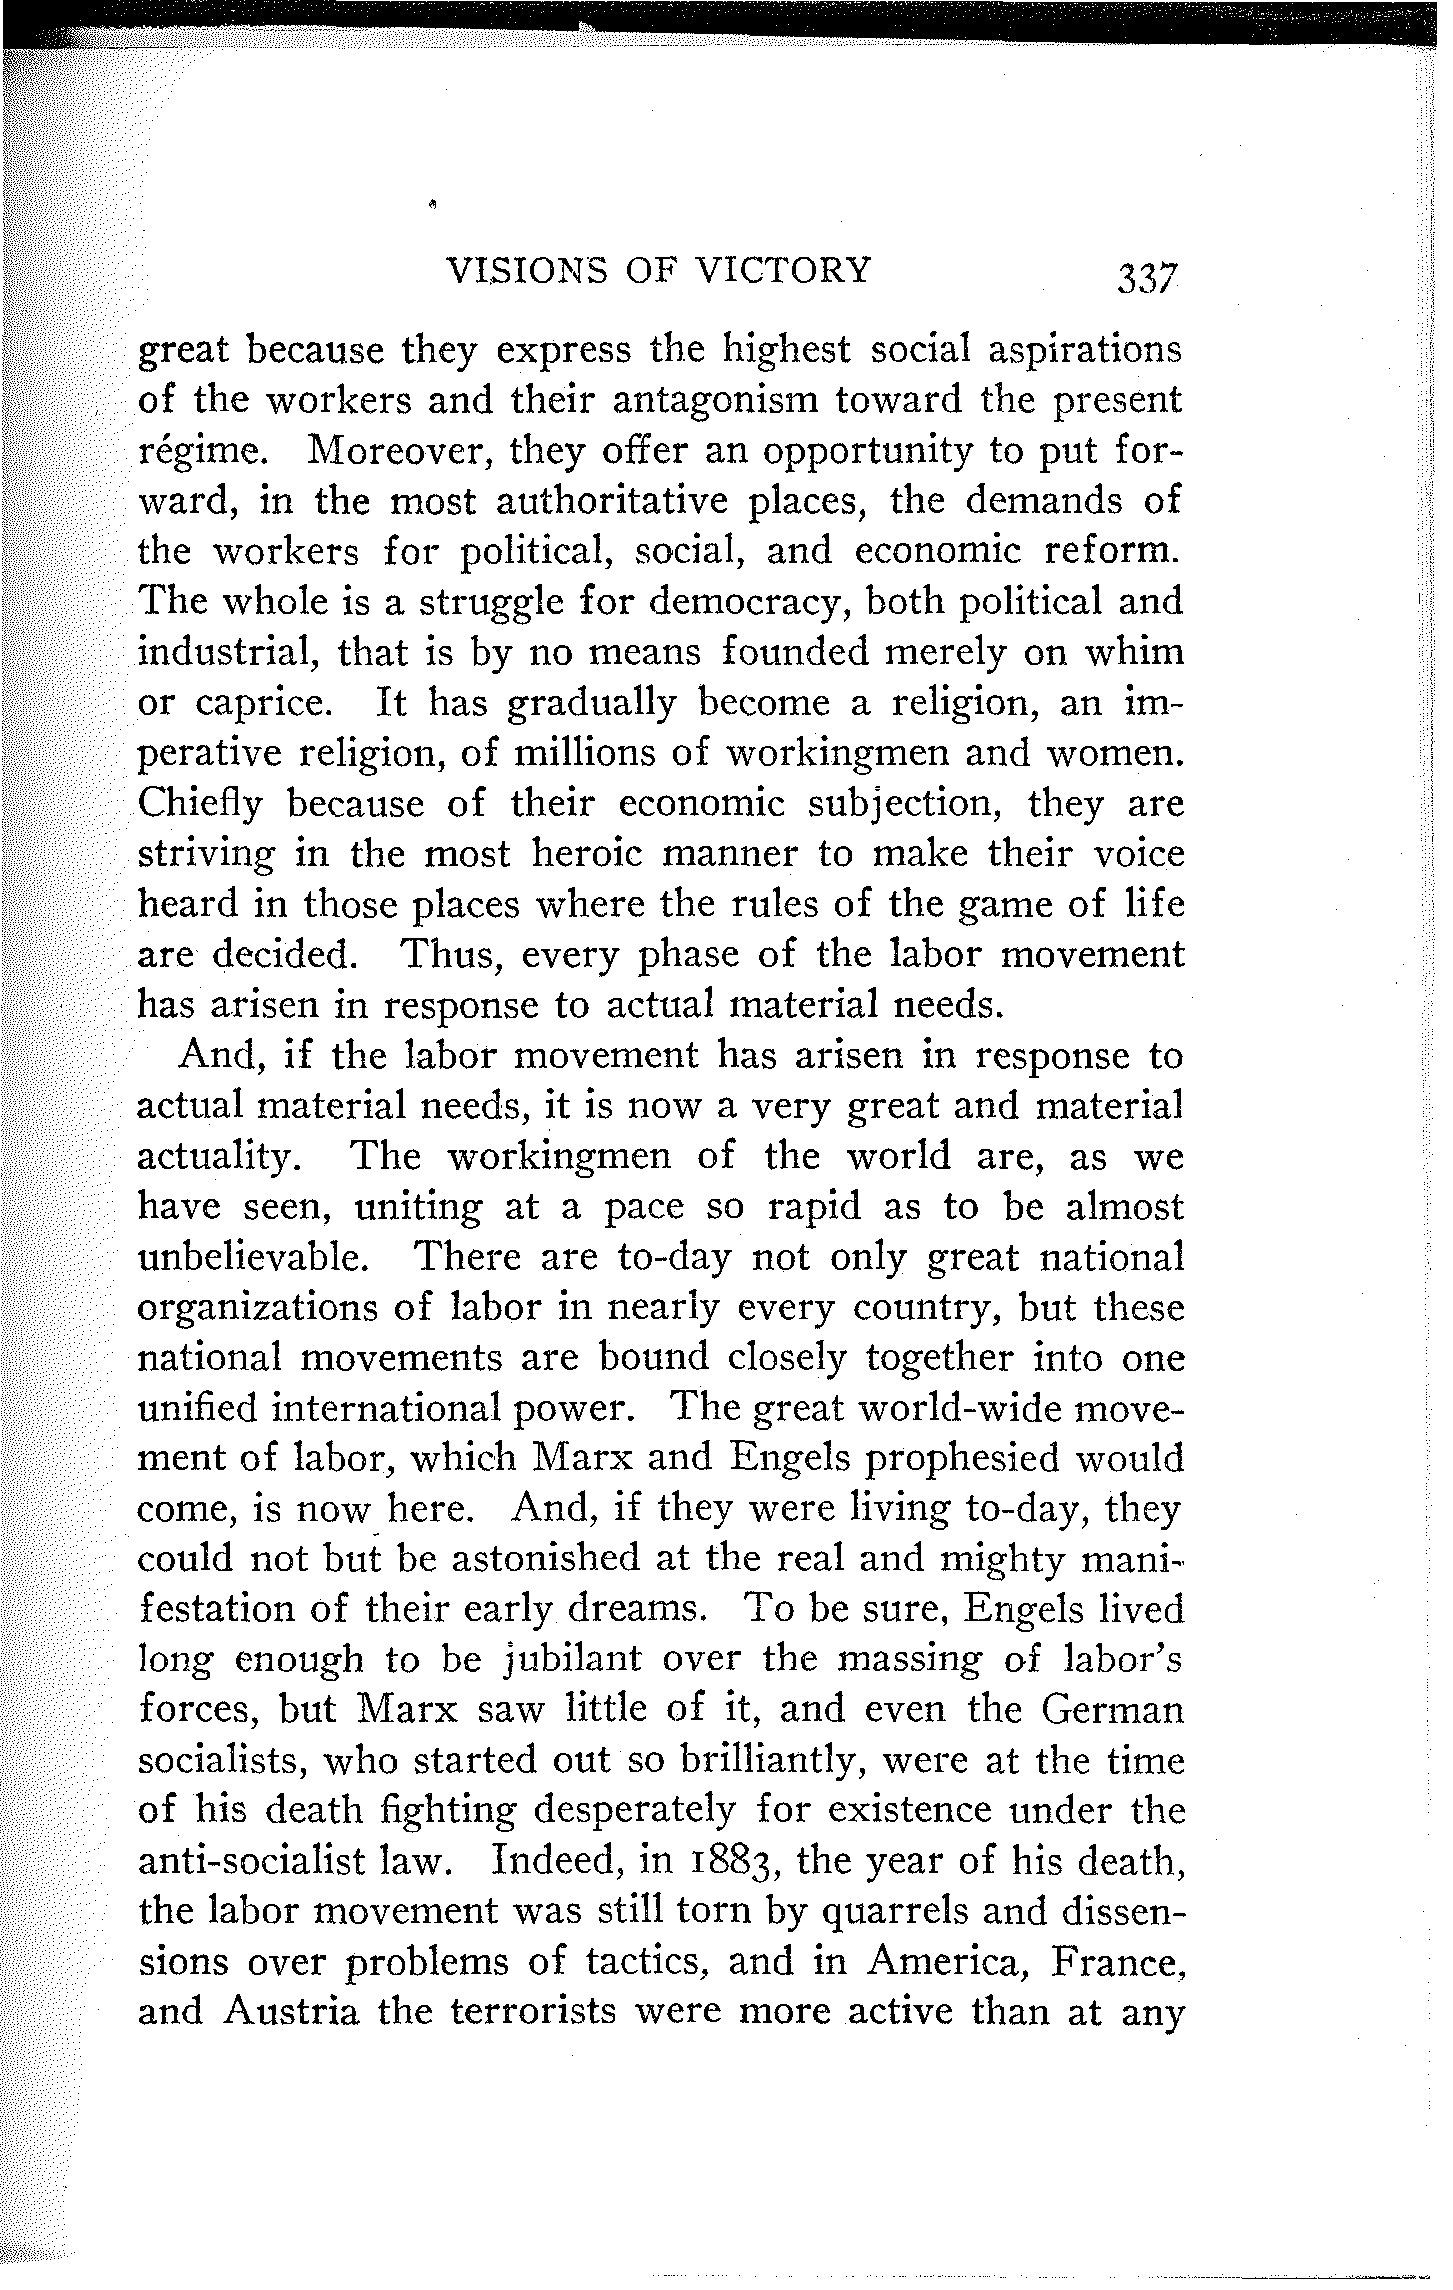 VISIONS OF VICTORY 337
great because they express the highest social aspirations
of the workers and their antagonism toward the present
régime. Moreover, they offer an opportunity to put for-
ward, in the most authoritative places, the demands of
the workers for political, social, and economic reform.
The whole is a struggle for democracy, both political and
industrial, that is by no means founded merely on whim
or caprice. It has gradually become a religion, an im-
perative religion, of millions of workingmen and women.
Chiefly because of their economic subjection, they are
striving in the most heroic manner to make their voice
heard in those places where the rules of the game of life
are decided. Thus, every phase of the labor movement
has arisen in response to actual material needs.
And, if the labor movement has arisen in response to
actual material needs, it is now a very great and material
actuality. The workingmen of the world are, as we
have seen, uniting at a pace so rapid as to be almost
unbelievable. There are to-day not only great national
organizations of labor in nearly every country, but these
national movements are bound closely together into one
unified international power. The great world-wide move-
ment of labor, which Marx and Engels prophesied would
come, is now here. And, if they were living to-day, they
could not but be astonished at the real and mighty mani-
festation of their early dreams. To be sure, Engels lived
long enough to be jubilant over the massing of labor's
forces, but Marx saw little of it, and even the German
socialists, who started out so brilliantly, were at the time
of his death fighting desperately for existence under the
anti-socialist law. Indeed, in 1883, the year of his death,
the labor movement was still torn by quarrels and dissen-
sions over problems of tactics, and in America, France,
and Austria the terrorists were more active than at any